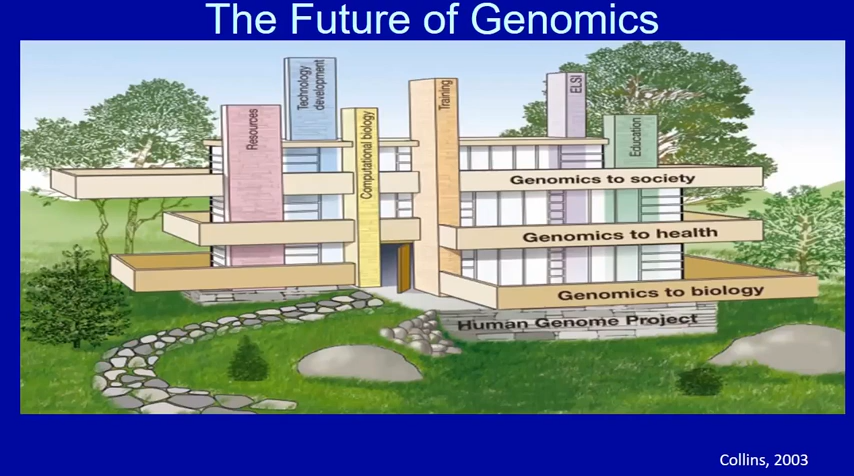 The Future of Genomics
Resources
Technology
development
Computational biology
Training
ELSI
Education
Genomics to society
Genomics to health
Genomics to biology
Human Genome Project
Collins, 2003